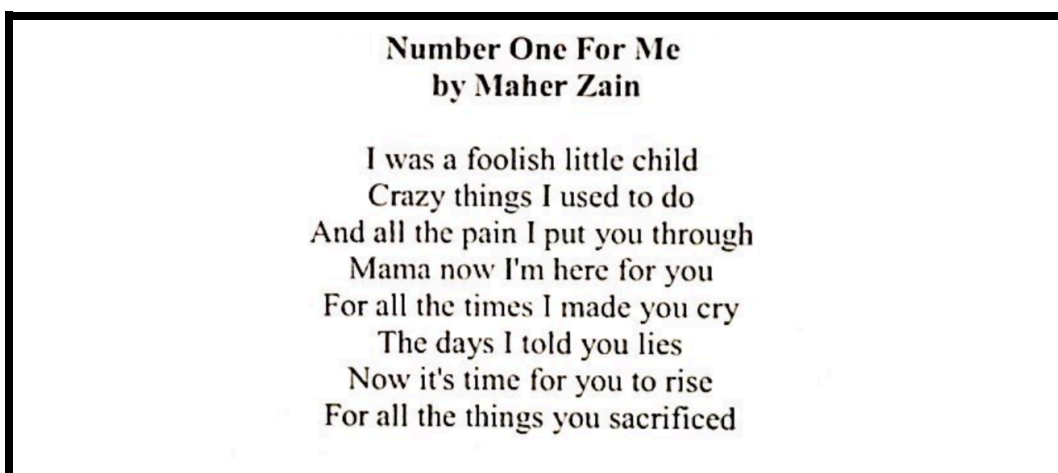 Number One For Me
by Maher Zain
I was a foolish little child
Crazy things I used to do
And all the pain I put you through
Mama now I'm here for you
For all the times I made you cry
The days I told you lies
Now it's time for you to rise
For all the things you sacrificed